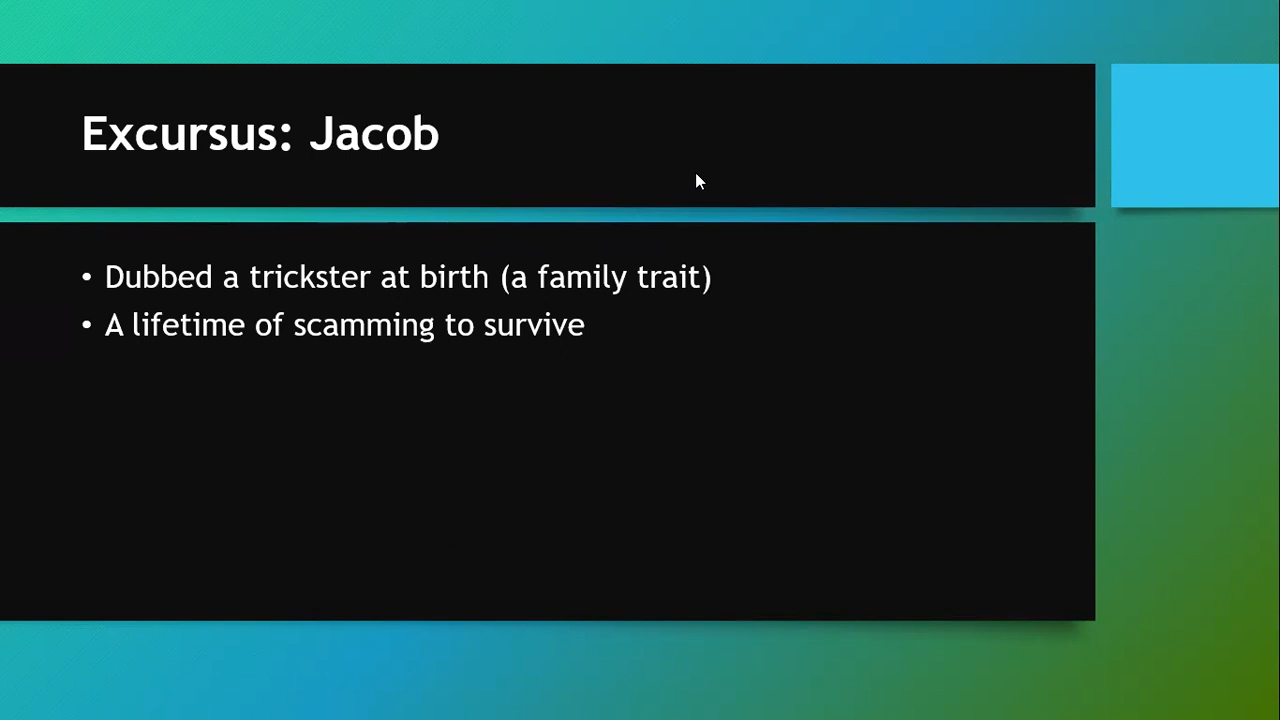 Excursus: Jacob
• Dubbed a trickster at birth (a family trait)
• A lifetime of scamming to survive